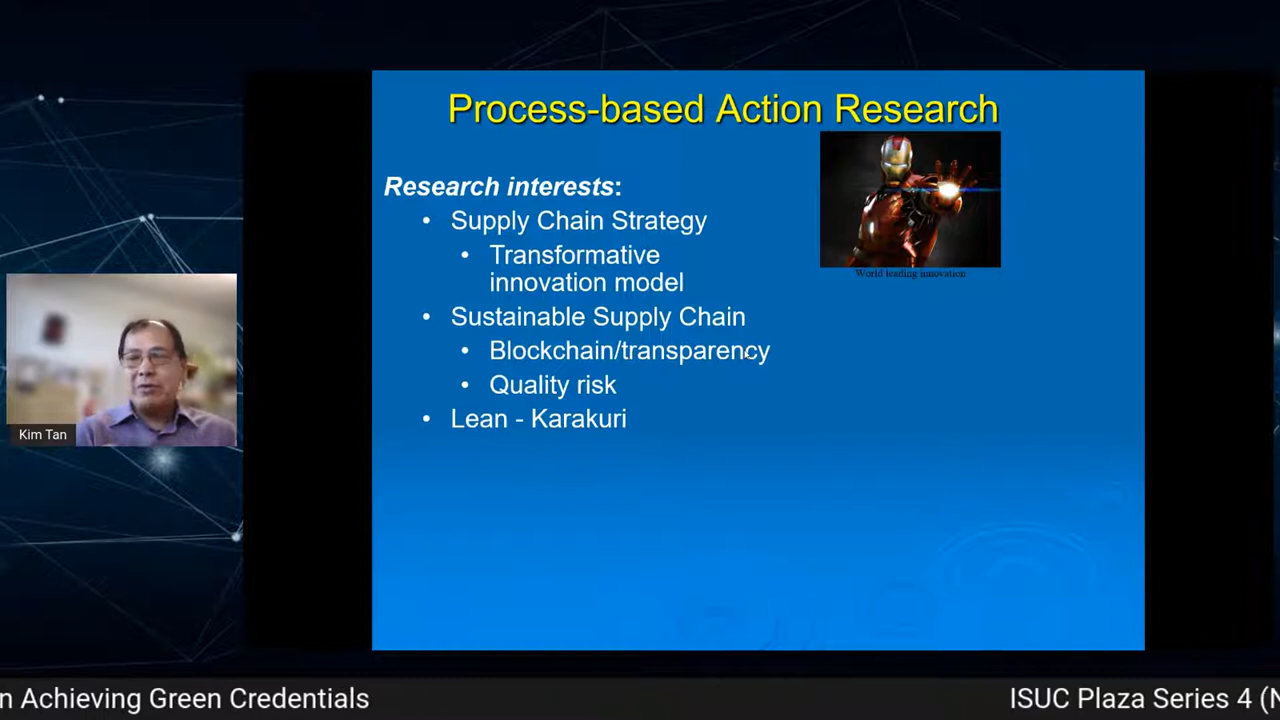 Process-based Action Research
World leading innovation
Research interests:
• Supply Chain Strategy
• Transformative
innovation model
• Sustainable Supply Chain
• Blockchain/transparency
• Quality risk
• Lean - Karakuri
Kim Tan
n Achieving Green Credentials
ISUC Plaza Series 4 (N